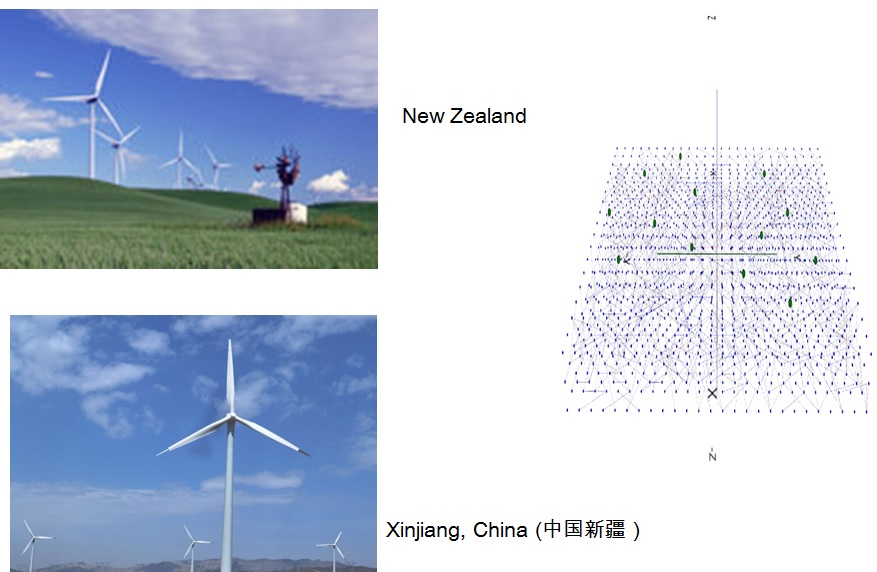 New Zealand
Xinjiang, China (中国新疆 )
Z
Y
X
N